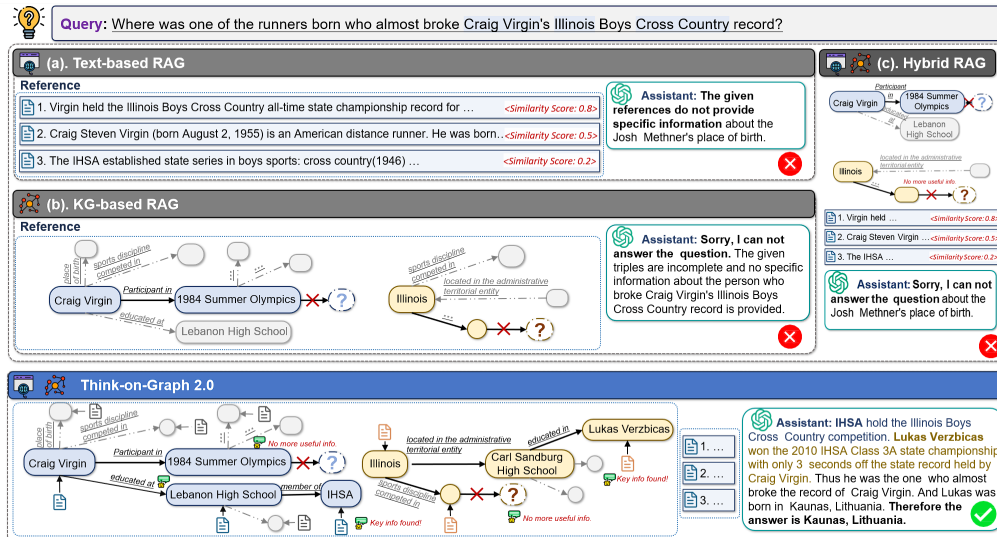 Query: Where was one of the runners born who almost broke Craig Virgin's Illinois Boys Cross Country record?
(a). Text-based RAG
Reference
1. Virgin held the Illinois Boys Cross Country all-time state championship record for … <Similarity Score: 0.8>
2. Craig Steven Virgin (born August 2, 1955) is an American distance runner. He was born… <Similarity Score: 0.5>
3. The IHSA established state series in boys sports: cross country(1946) … <Similarity Score: 0.2>
Assistant: The given
references do not provide
specific information about the
Josh Methner's place of birth.
(b). KG-based RAG
Reference
place
of birth
sports discipline
competed in
...
...
Craig Virgin
Participant in
1984 Summer Olympics
?
educated at
Lebanon High School
sports discipline
competed in
located in the administrative
territorial entity
Illinois
...
?
Assistant: Sorry, I can not
answer the question. The given
triples are incomplete and no specific
information about the person who
broke Craig Virgin's Illinois Boys
Cross Country record is provided.
(c). Hybrid RAG
Participant
in
Craig Virgin
1984 Summer
Olympics
?
educated
at
Lebanon
High School
located in the administrative
territorial entity
Illinois
No more useful info.
...
?
1. Virgin held … <Similarity Score: 0.8
2. Craig Steven Virgin … <Similarity Score: 0.5
3. The IHSA … <Similarity Score: 0.2
Assistant: Sorry, I can not
answer the question about the
Josh Methner's place of birth.
Think-on-Graph 2.0
place
of birth
sports discipline
competed in
...
...
No more useful info.
Craig Virgin
Participant in
1984 Summer Olympics
?
educated at
Lebanon High School
member of
IHSA
Key info found!
located in the administrative
territorial entity
Illinois
sports discipline
competed in
educated in
Lukas Verzbicas
Carl Sandburg
High School
Key info found!
?
No more useful info.
1. …
2. …
3. …
Assistant: IHSA hold the Illinois Boys
Cross Country competition. Lukas Verzbicas
won the 2010 IHSA Class 3A state championship
with only 3 seconds off the state record held by
Craig Virgin. Thus he was the one who almost
broke the record of Craig Virgin. And Lukas was
born in Kaunas, Lithuania. Therefore the
answer is Kaunas, Lithuania.